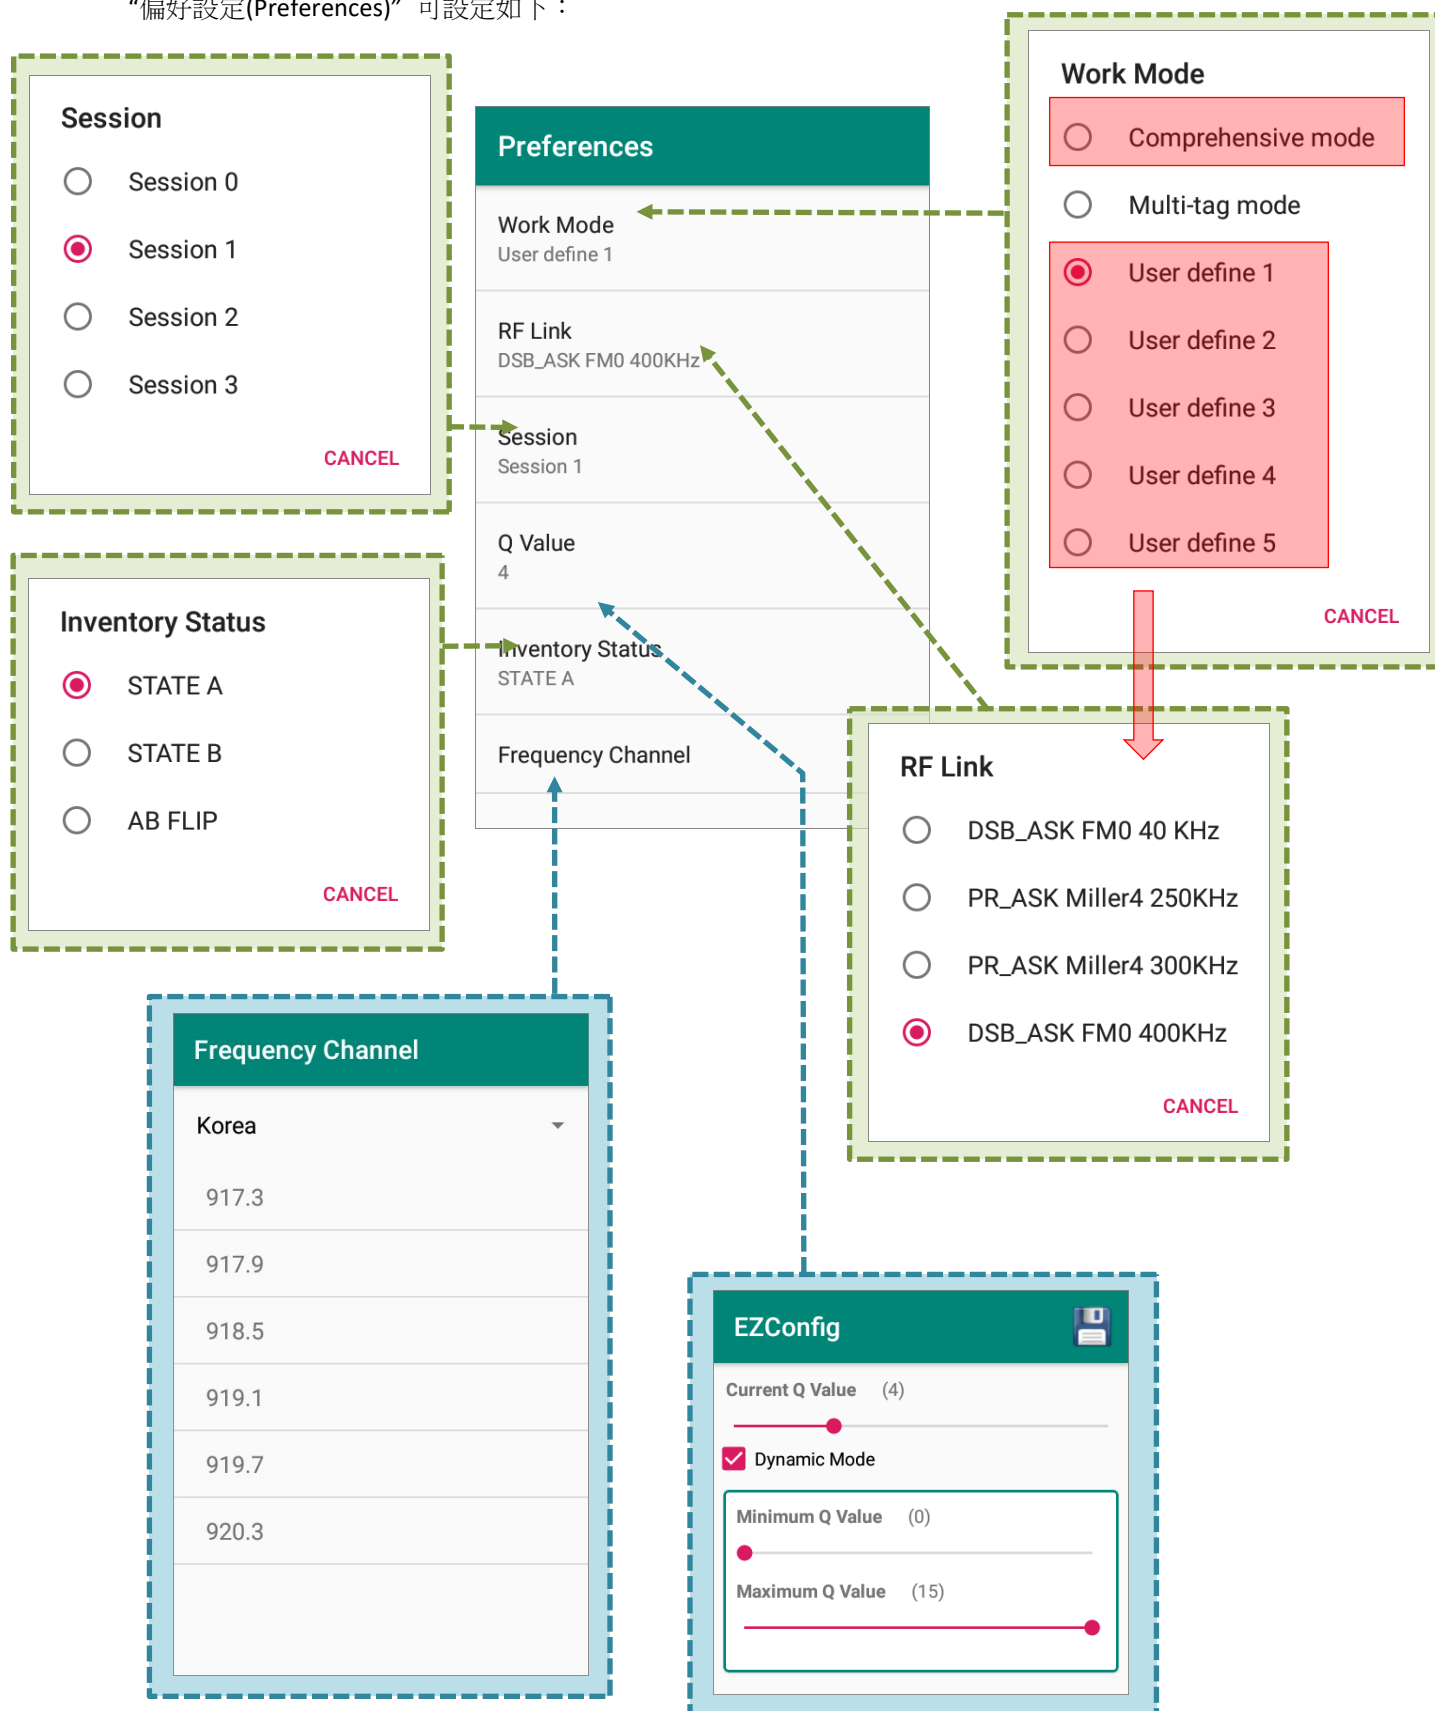 “偏好設定(Preferences)” 可設定如下：
Session
Session 0
Session 1
Session 2
Session 3
CANCEL
Preferences
Work Mode
User define 1
RF Link
DSB_ASK FM0 400KHz
Session
Session 1
Q Value
4
Inventory Status
STATE A
Frequency Channel
Work Mode
Comprehensive mode
Multi-tag mode
User define 1
User define 2
User define 3
User define 4
User define 5
CANCEL
Inventory Status
STATE A
STATE B
AB FLIP
CANCEL
RF Link
DSB_ASK FM0 40 KHz
PR_ASK Miller4 250KHz
PR_ASK Miller4 300KHz
DSB_ASK FM0 400KHz
CANCEL
Frequency Channel
Korea
917.3
917.9
918.5
919.1
919.7
920.3
EZConfig
Current Q Value (4)
Dynamic Mode
Minimum Q Value (0)
Maximum Q Value (15)